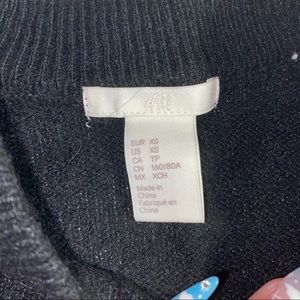 H&M
EUR XS
US XS
CA TP
CN 160/80A
MX XCH
Made in
China
Fabriqué en
Chine